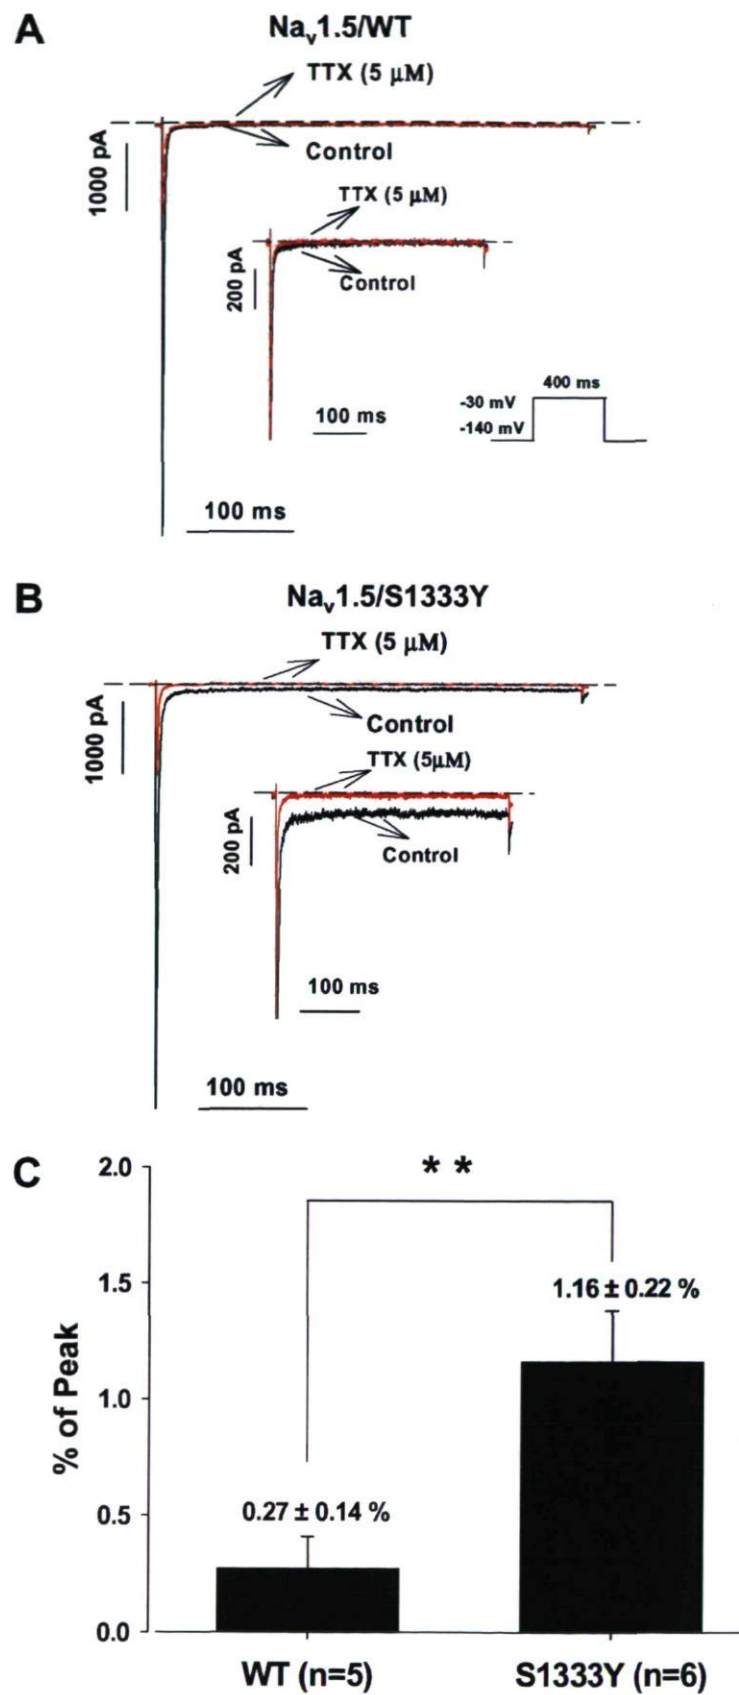 A
Nav1.5/WT
TTX (5 µM)
Control
1000 pA
TTX (5 µM)
Control
200 pA
100 ms
400 ms
-30 mV
-140 mV
100 ms
B
Nav1.5/S1333Y
TTX (5 µM)
Control
1000 pA
TTX (5µM)
Control
200 pA
100 ms
100 ms
C
% of Peak
2.0
1.5
1.0
0.5
0.0
* *
0.27 ± 0.14 %
1.16 ± 0.22 %
WT (n=5)
S1333Y (n=6)